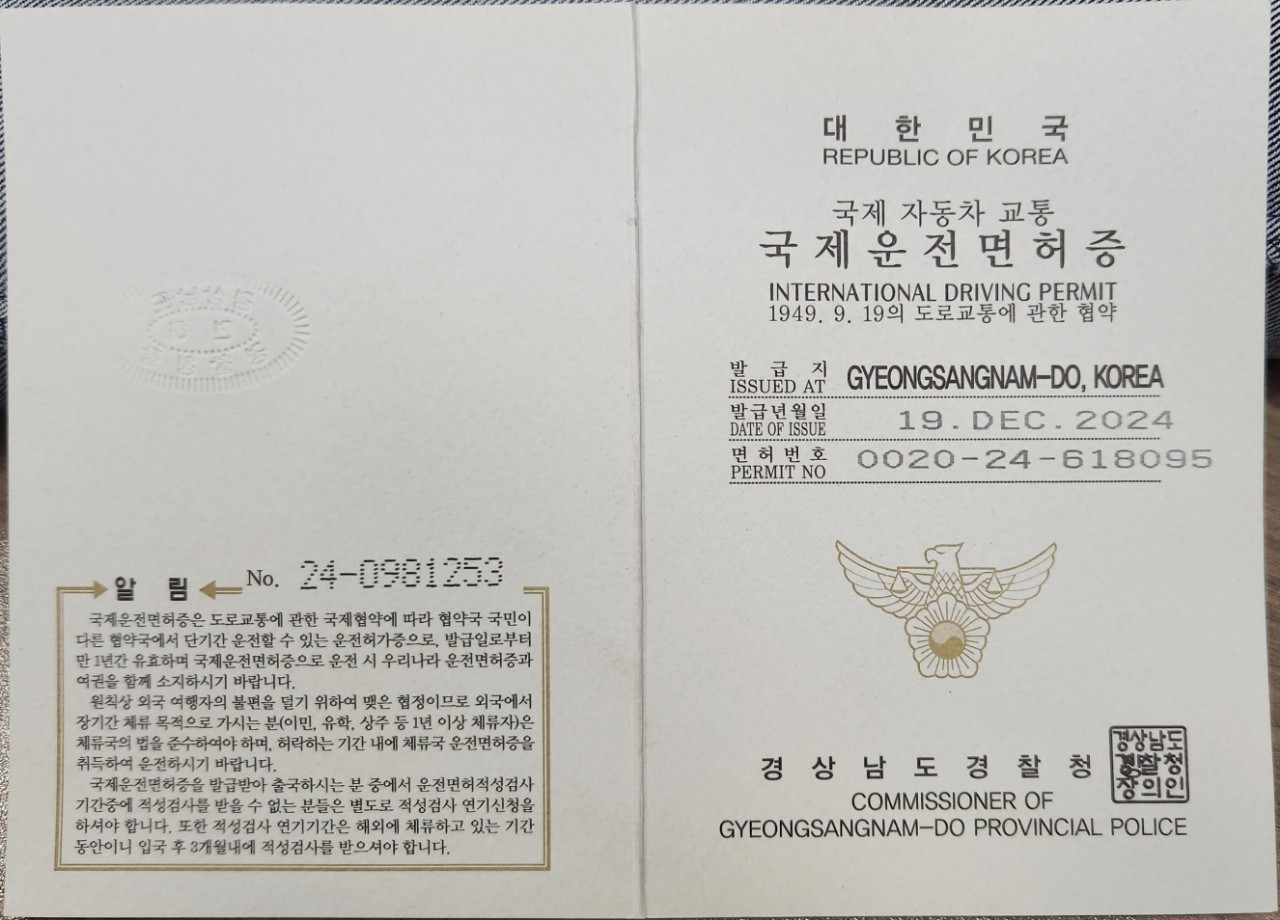 알 림 No. 24-0981253
국제운전면허증은 도로교통에 관한 국제협약에 따라 협약국 국민이
다른 협약국에서 단기간 운전할 수 있는 운전허가증으로, 발급일로부터
만 1년간 유효하며 국제운전면허증으로 운전 시 우리나라 운전면허증과
여권을 함께 소지하시기 바랍니다.
원칙상 외국 여행자의 불편을 덜기 위하여 맺은 협정이므로 외국에서
장기간 체류 목적으로 가시는 분(이민, 유학, 상주 등 1년 이상 체류자)은
체류국의 법을 준수하여야 하며, 허락하는 기간 내에 체류국 운전면허증을
취득하여 운전하시기 바랍니다.
국제운전면허증을 발급받아 출국하시는 분 중에서 운전면허적성검사
기간중에 적성검사를 받을 수 없는 분들은 별도로 적성검사 연기신청을
하셔야 합니다. 또한 적성검사 연기기간은 해외에 체류하고 있는 기간
동안이니 입국 후 3개월내에 적성검사를 받으셔야 합니다.
대 한 민 국
REPUBLIC OF KOREA
국제 자동차 교통
국제운전면허증
INTERNATIONAL DRIVING PERMIT
1949. 9. 19의 도로교통에 관한 협약
발 급 지
ISSUED AT GYEONGSANGNAM-DO, KOREA
발급년월일
DATE OF ISSUE 19.DEC.2024
면 허 번 호
PERMIT NO 0020-24-618095
경 상 남 도 경 찰 청
경상남도
경찰청
장의인
COMMISSIONER OF
GYEONGSANGNAM-DO PROVINCIAL POLICE